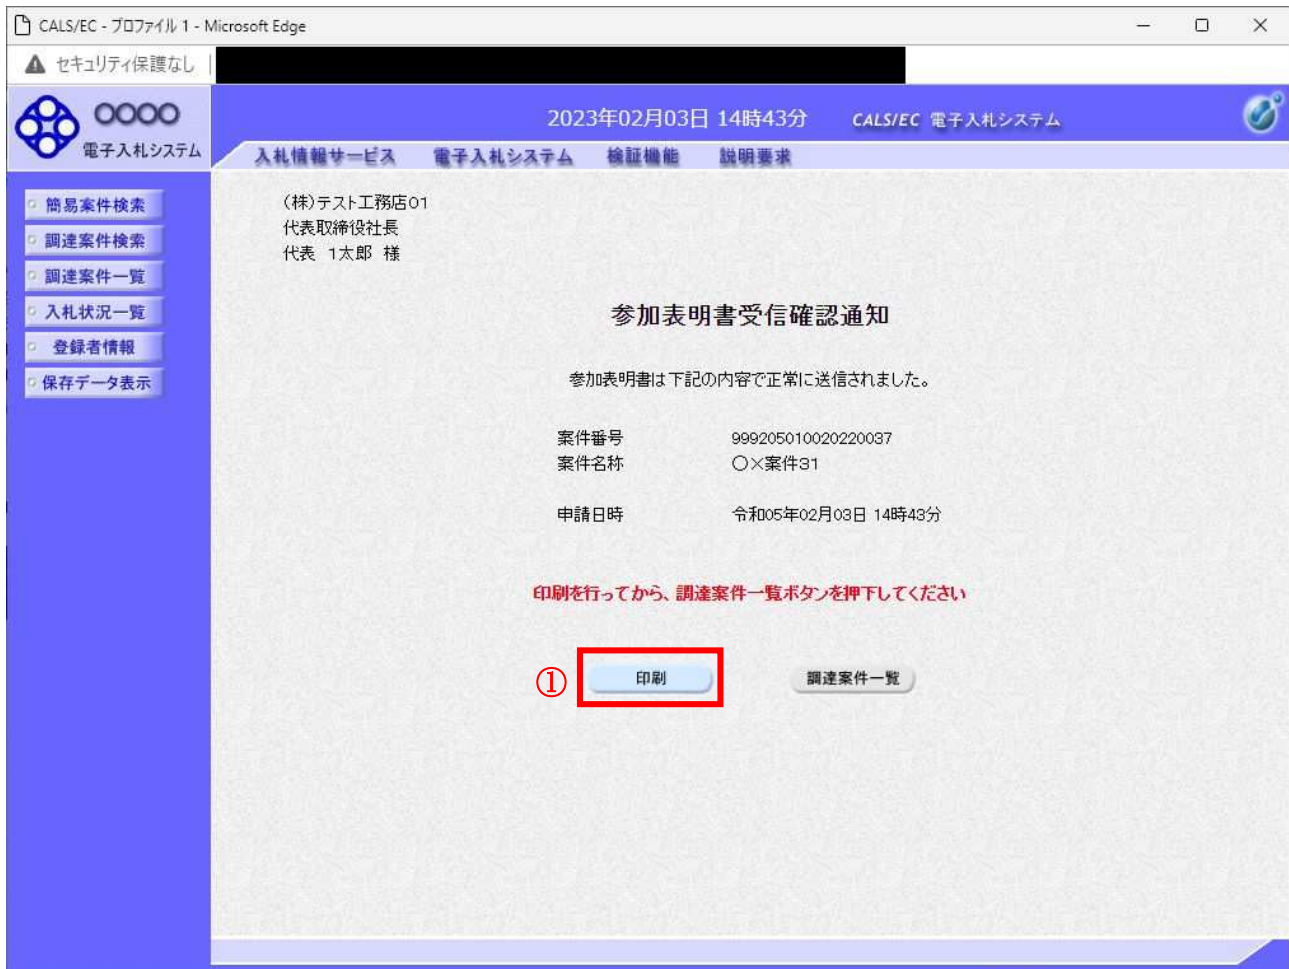 CALS/EC - プロファイル 1 - Microsoft Edge
セキュリティ保護なし
〇〇〇〇
電子入札システム
2023年02月03日 14時43分
CALS/EC 電子入札システム
入札情報サービス 電子入札システム 検証機能 説明要求
簡易案件検索
調達案件検索
調達案件一覧
入札状況一覧
登録者情報
保存データ表示
(株)テスト工務店01
代表取締役社長
代表 1太郎 様
参加表明書受信確認通知
参加表明書は下記の内容で正常に送信されました。
案件番号 999205010020220037
案件名称 〇×案件31
申請日時 令和05年02月03日 14時43分
印刷を行ってから、調達案件一覧ボタンを押下してください
① 印刷 調達案件一覧